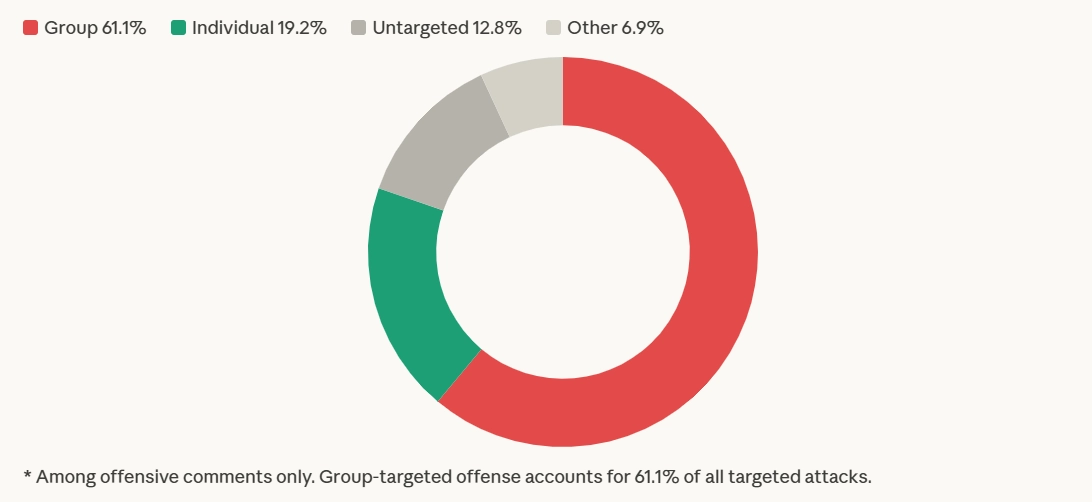 Group 61.1% Individual 19.2% Untargeted 12.8% Other 6.9%
* Among offensive comments only. Group-targeted offense accounts for 61.1% of all targeted attacks.